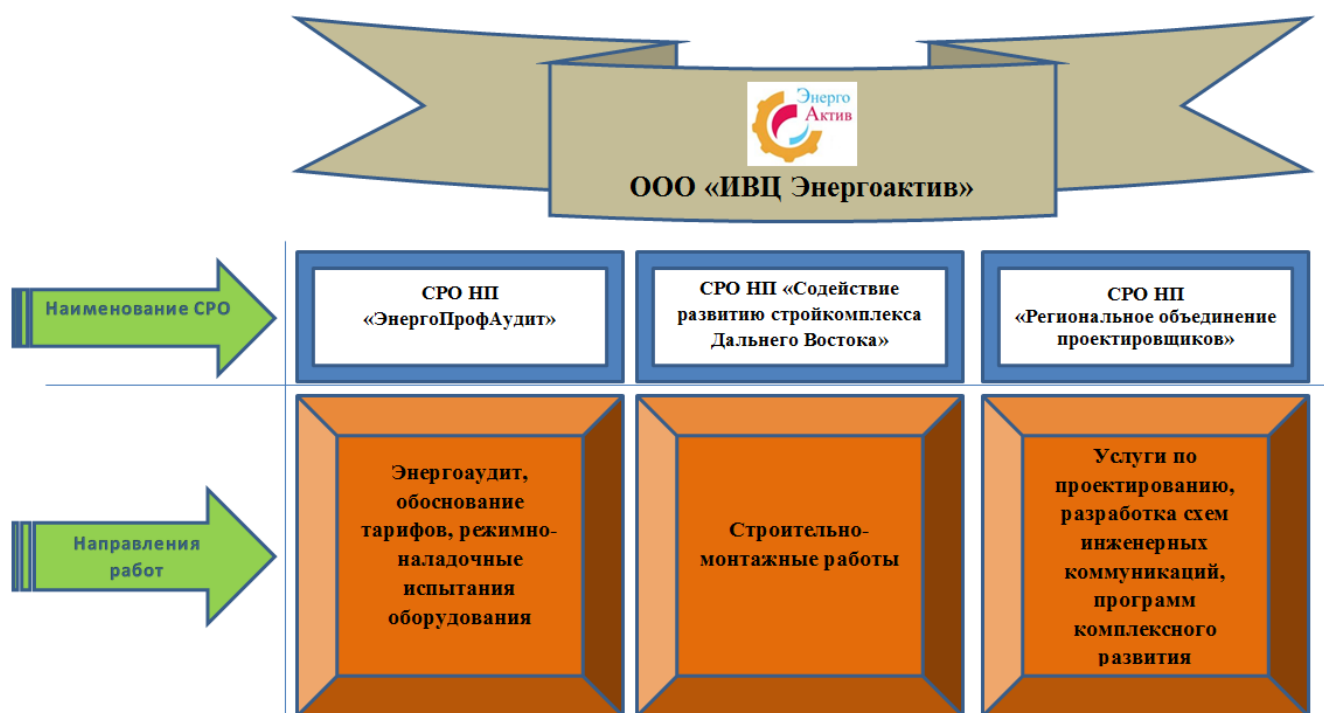 Энерго
Актив
ООО «ИВЦ Энергоактив»
Наименование СРО
СРО НП
«ЭнергоПрофАудит»
СРО НП «Содействие
развитию стройкомплекса
Дальнего Востока»
СРО НП
«Региональное объединение
проектировщиков»
Направления
работ
Энергоаудит,
обоснование
тарифов, режимно-
наладочные
испытания
оборудования
Строительно-
монтажные работы
Услуги по
проектированию,
разработка схем
инженерных
коммуникаций,
программ
комплексного
развития